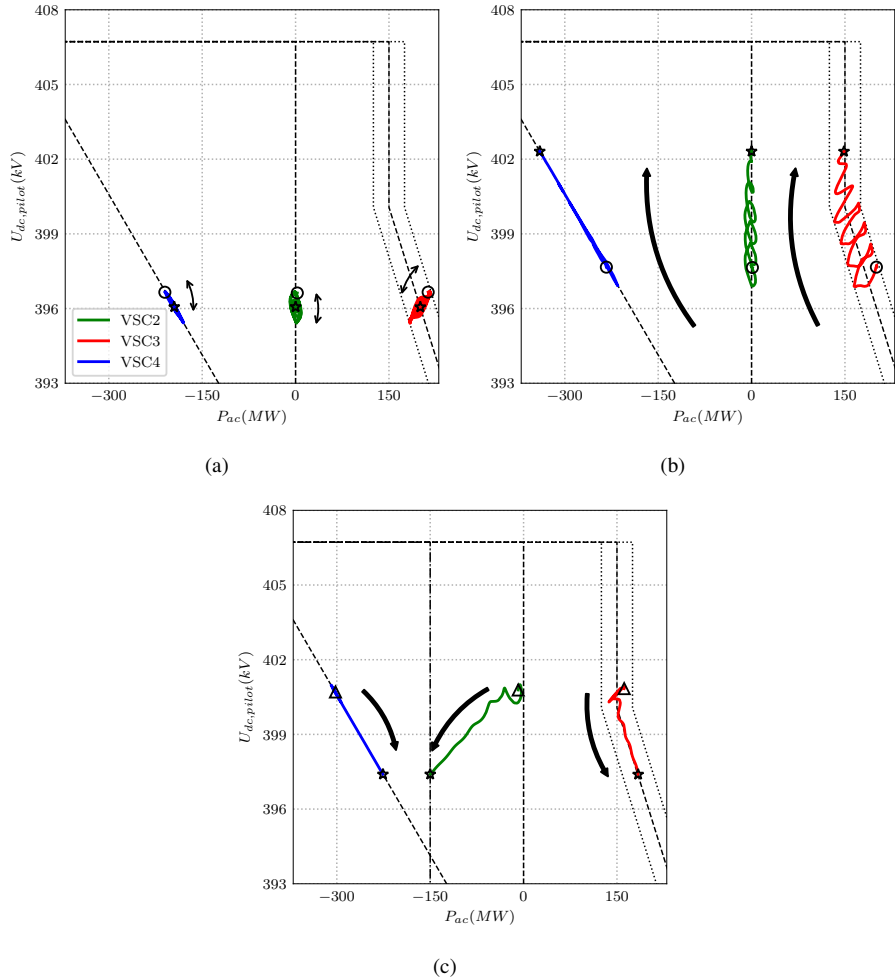 408
405
402
399
396
393
U_{dc,pilot}(kV)
VSC2
VSC3
VSC4
−300 −150 0 150
P_{ac}(MW)
(a)
408
405
402
399
396
393
U_{dc,pilot}(kV)
−300 −150 0 150
P_{ac}(MW)
(b)
408
405
402
399
396
393
U_{dc,pilot}(kV)
−300 −150 0 150
P_{ac}(MW)
(c)